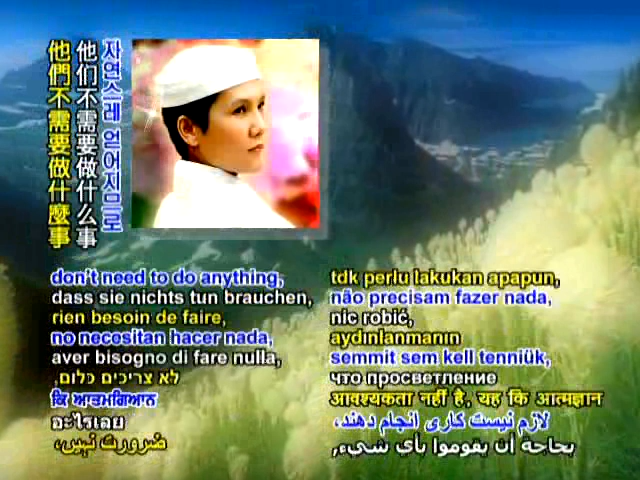 他們不需要做什麼事
他们不需要做什么事
자연스레 얻어지므로
don't need to do anything,
dass sie nichts tun brauchen,
rien besoin de faire,
no necesitan hacer nada,
aver bisogno di fare nulla,
לא צריכים כלום,
ਕਿ ਆਤਮਗਿਆਨ
อะไรเลย
ضرورت نہیں،
tdk perlu lakukan apapun,
não precisam fazer nada,
nic robić,
aydınlanmanın
semmit sem kell tenniük,
что просветление
आवश्यकता नहीं है, यह कि आत्मज्ञान
لازم نیست کاری انجام دهند،
بحاجة أن يقوموا بأي شيء,